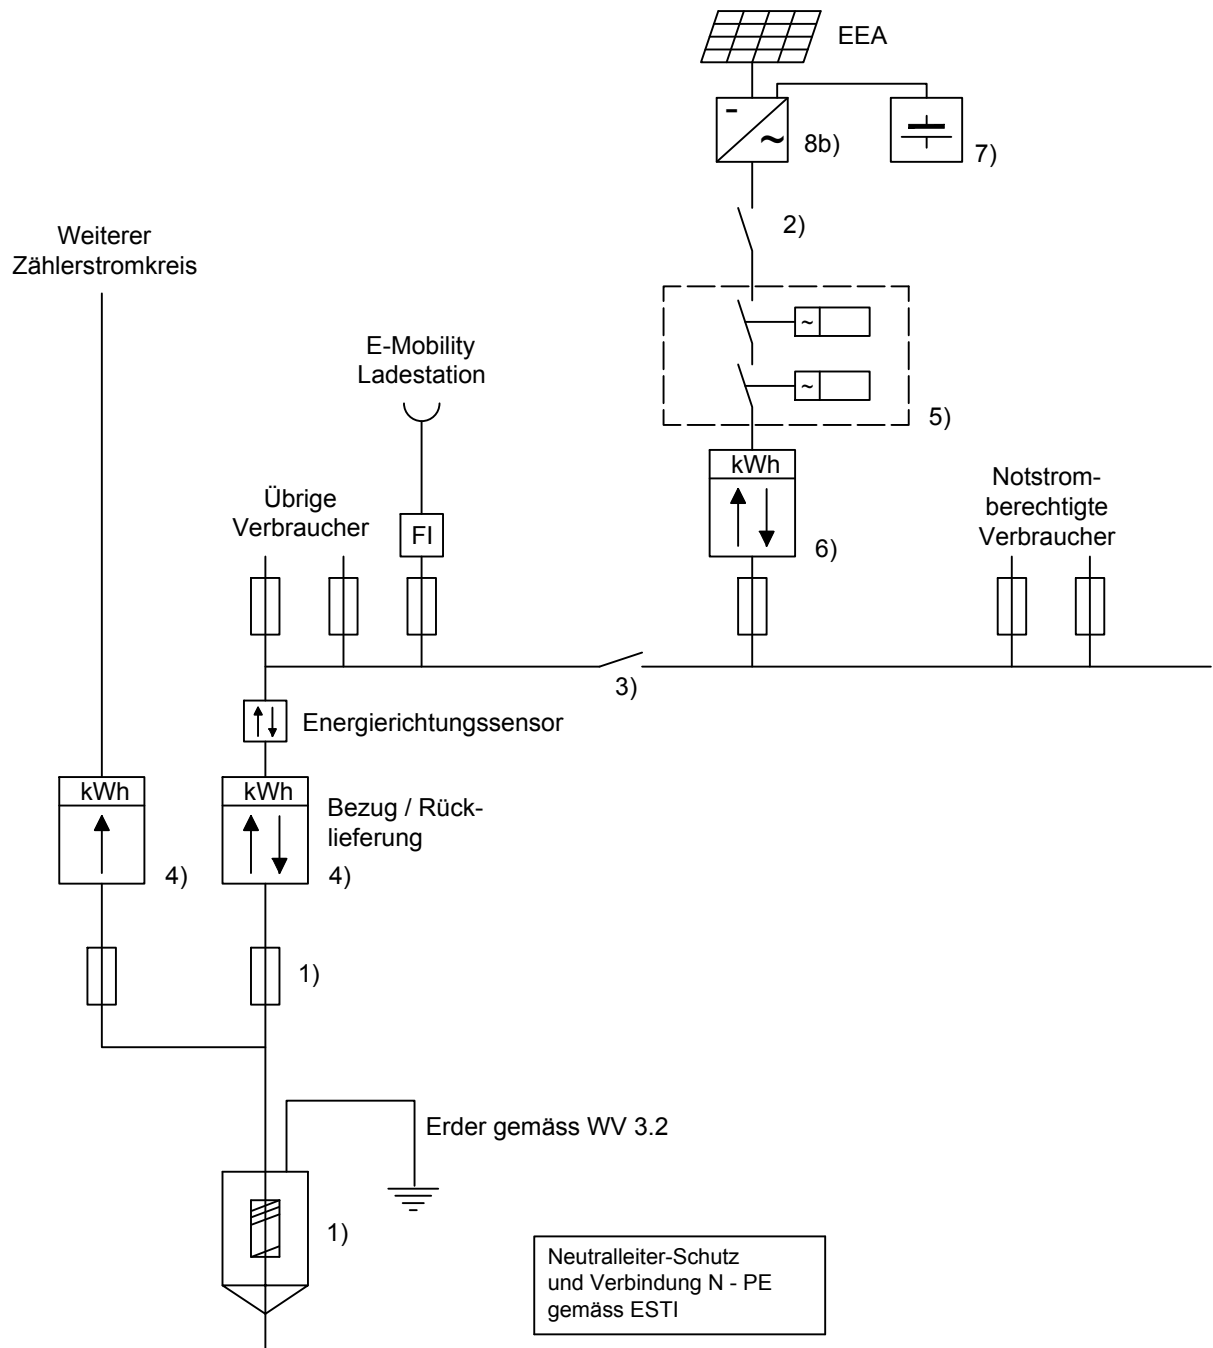 EEA
-
~
8b)
7)
2)
Weiterer
Zählerstromkreis
~
E-Mobility
Ladestation
~
5)
kWh
6)
Notstrom-
berechtigte
Verbraucher
Übrige
Verbraucher
FI
3)
Energierichtungssensor
kWh
4)
kWh
Bezug / Rück-
lieferung
4)
1)
Erder gemäss WV 3.2
1)
Neutralleiter-Schutz
und Verbindung N - PE
gemäss ESTI